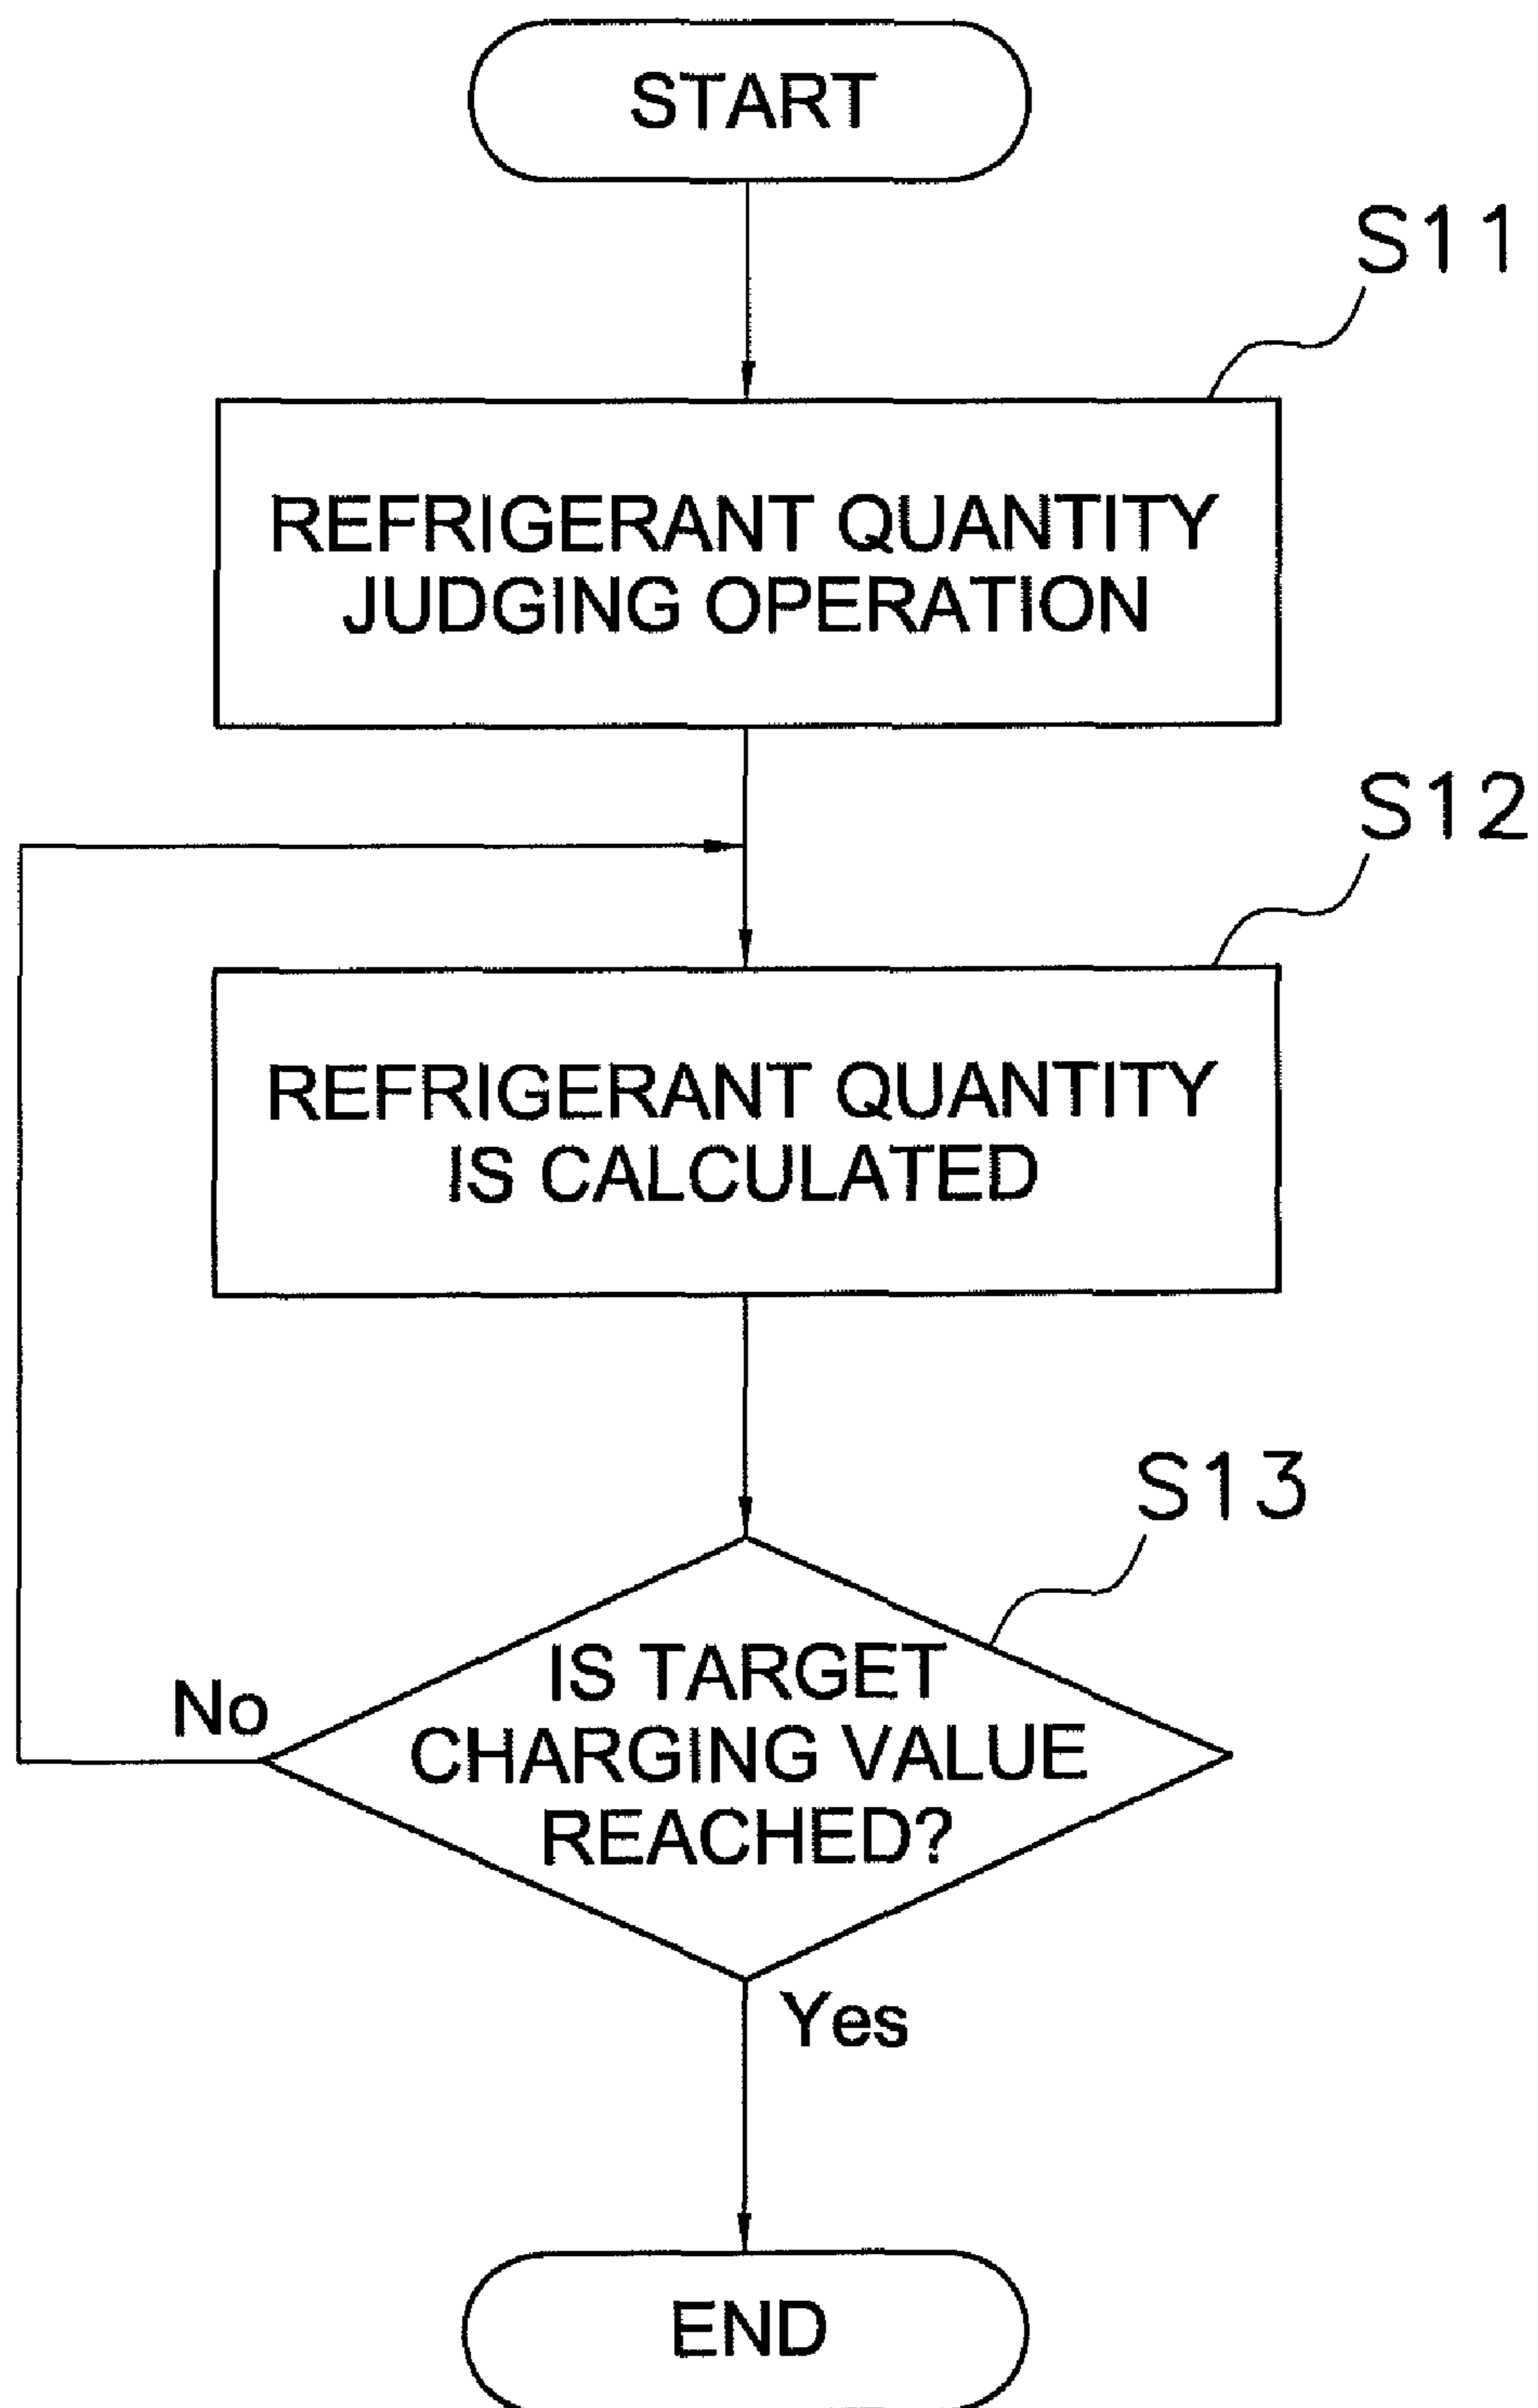 START
S11
REFRIGERANT QUANTITY
JUDGING OPERATION
S12
REFRIGERANT QUANTITY
IS CALCULATED
S13
IS TARGET
CHARGING VALUE
REACHED?
No
Yes
END